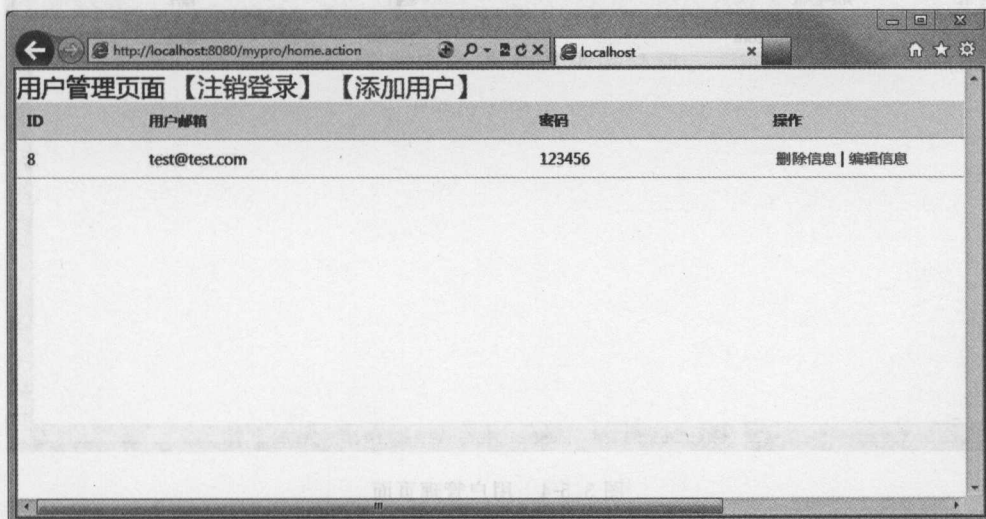 http://localhost:8080/mypro/home.action
localhost
用户管理页面 【注销登录】 【添加用户】
ID 用户邮箱 密码 操作
8 test@test.com 123456 删除信息 | 编辑信息